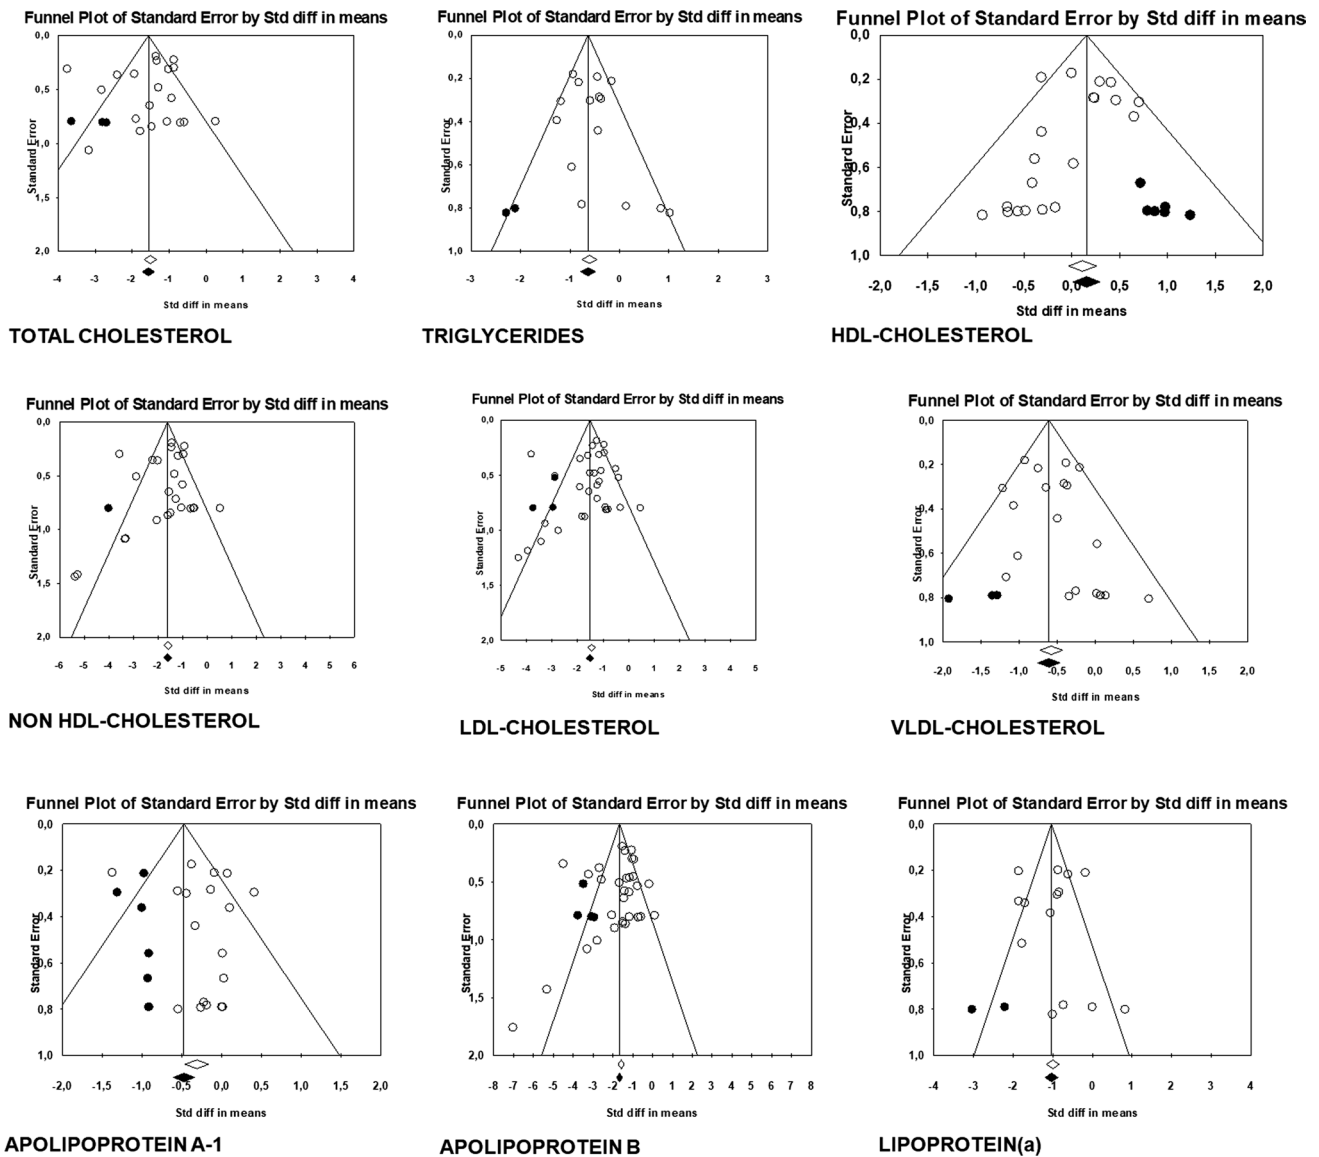 Funnel Plot of Standard Error by Std diff in means
0,0
0,5
1,0
1,5
2,0
Standard Error
-4 -3 -2 -1 0 1 2 3 4
Std diff in means
TOTAL CHOLESTEROL
Funnel Plot of Standard Error by Std diff in means
0,0
0,2
0,4
0,6
0,8
1,0
Standard Error
-3 -2 -1 0 1 2 3
Std diff in means
TRIGLYCERIDES
Funnel Plot of Standard Error by Std diff in means
0,0
0,2
0,4
0,6
0,8
1,0
Standard Error
-2,0 -1,5 -1,0 -0,5 0,0 0,5 1,0 1,5 2,0
Std diff in means
HDL-CHOLESTEROL
Funnel Plot of Standard Error by Std diff in means
0,0
0,5
1,0
1,5
2,0
Standard Error
-6 -5 -4 -3 -2 -1 0 1 2 3 4 5 6
Std diff in means
NON HDL-CHOLESTEROL
Funnel Plot of Standard Error by Std diff in means
0,0
0,5
1,0
1,5
2,0
Standard Error
-5 -4 -3 -2 -1 0 1 2 3 4 5
Std diff in means
LDL-CHOLESTEROL
Funnel Plot of Standard Error by Std diff in means
0,0
0,2
0,4
0,6
0,8
1,0
Standard Error
-2,0 -1,5 -1,0 -0,5 0,0 0,5 1,0 1,5 2,0
Std diff in means
VLDL-CHOLESTEROL
Funnel Plot of Standard Error by Std diff in means
0,0
0,2
0,4
0,6
0,8
1,0
Standard Error
-2,0 -1,5 -1,0 -0,5 0,0 0,5 1,0 1,5 2,0
Std diff in means
APOLIPOPROTEIN A-1
Funnel Plot of Standard Error by Std diff in means
0,0
0,5
1,0
1,5
2,0
Standard Error
-8 -7 -6 -5 -4 -3 -2 -1 0 1 2 3 4 5 6 7 8
Std diff in means
APOLIPOPROTEIN B
Funnel Plot of Standard Error by Std diff in means
0,0
0,2
0,4
0,6
0,8
1,0
Standard Error
-4 -3 -2 -1 0 1 2 3 4
Std diff in means
LIPOPROTEIN(a)